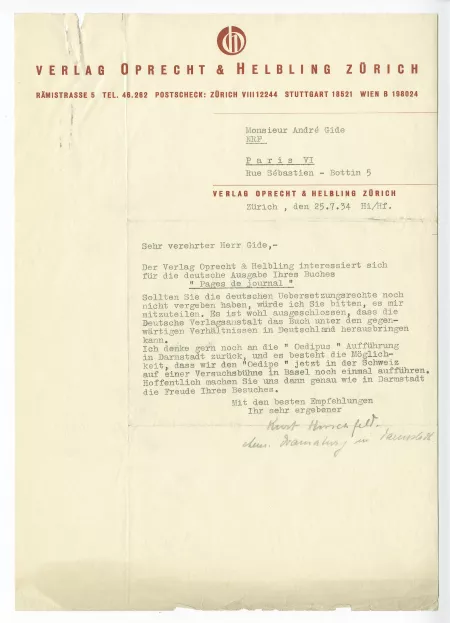 VERLAG OPRECHT & HELBLING ZÜRICH
RÄMISTRASSE 5 TEL. 46.262 POSTSCHECK: ZÜRICH VIII 12244 STUTTGART 18521 WIEN B 198024
Monsieur André Gide
NRF
Paris VI
Rue Sébastien - Bottin 5
VERLAG OPRECHT & HELBLING ZÜRICH
Zürich , den 25.7.34 Hi/Hf.
Sehr verehrter Herr Gide,-
Der Verlag Oprecht & Helbling interessiert sich
für die deutsche Ausgabe Ihres Buches
" Pages de journal "
Sollten Sie die deutschen Uebersetzungsrechte noch
nicht vergeben haben, würde ich Sie bitten, es mir
mitzuteilen. Es ist wohl ausgeschlossen, dass die
Deutsche Verlagsanstalt das Buch unter den gegen-
wärtigen Verhältnissen in Deutschland herausbringen
kann.
Ich denke gern noch an die " Oedipus " Aufführung
in Darmstadt zurück, und es besteht die Möglich-
keit, dass wir den "Oedipe" jetzt in der Schweiz
auf einer Versuchsbühne in Basel noch einmal aufführen.
Hoffentlich machen Sie uns dann genau wie in Darmstadt
die Freude Ihres Besuches.
Mit den besten Empfehlungen
Ihr sehr ergebener
Kurt Hirschfeld.
ehem. Dramaturg in Darmstadt